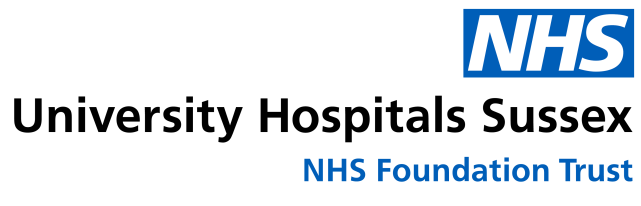 NHS
University Hospitals Sussex
NHS Foundation Trust